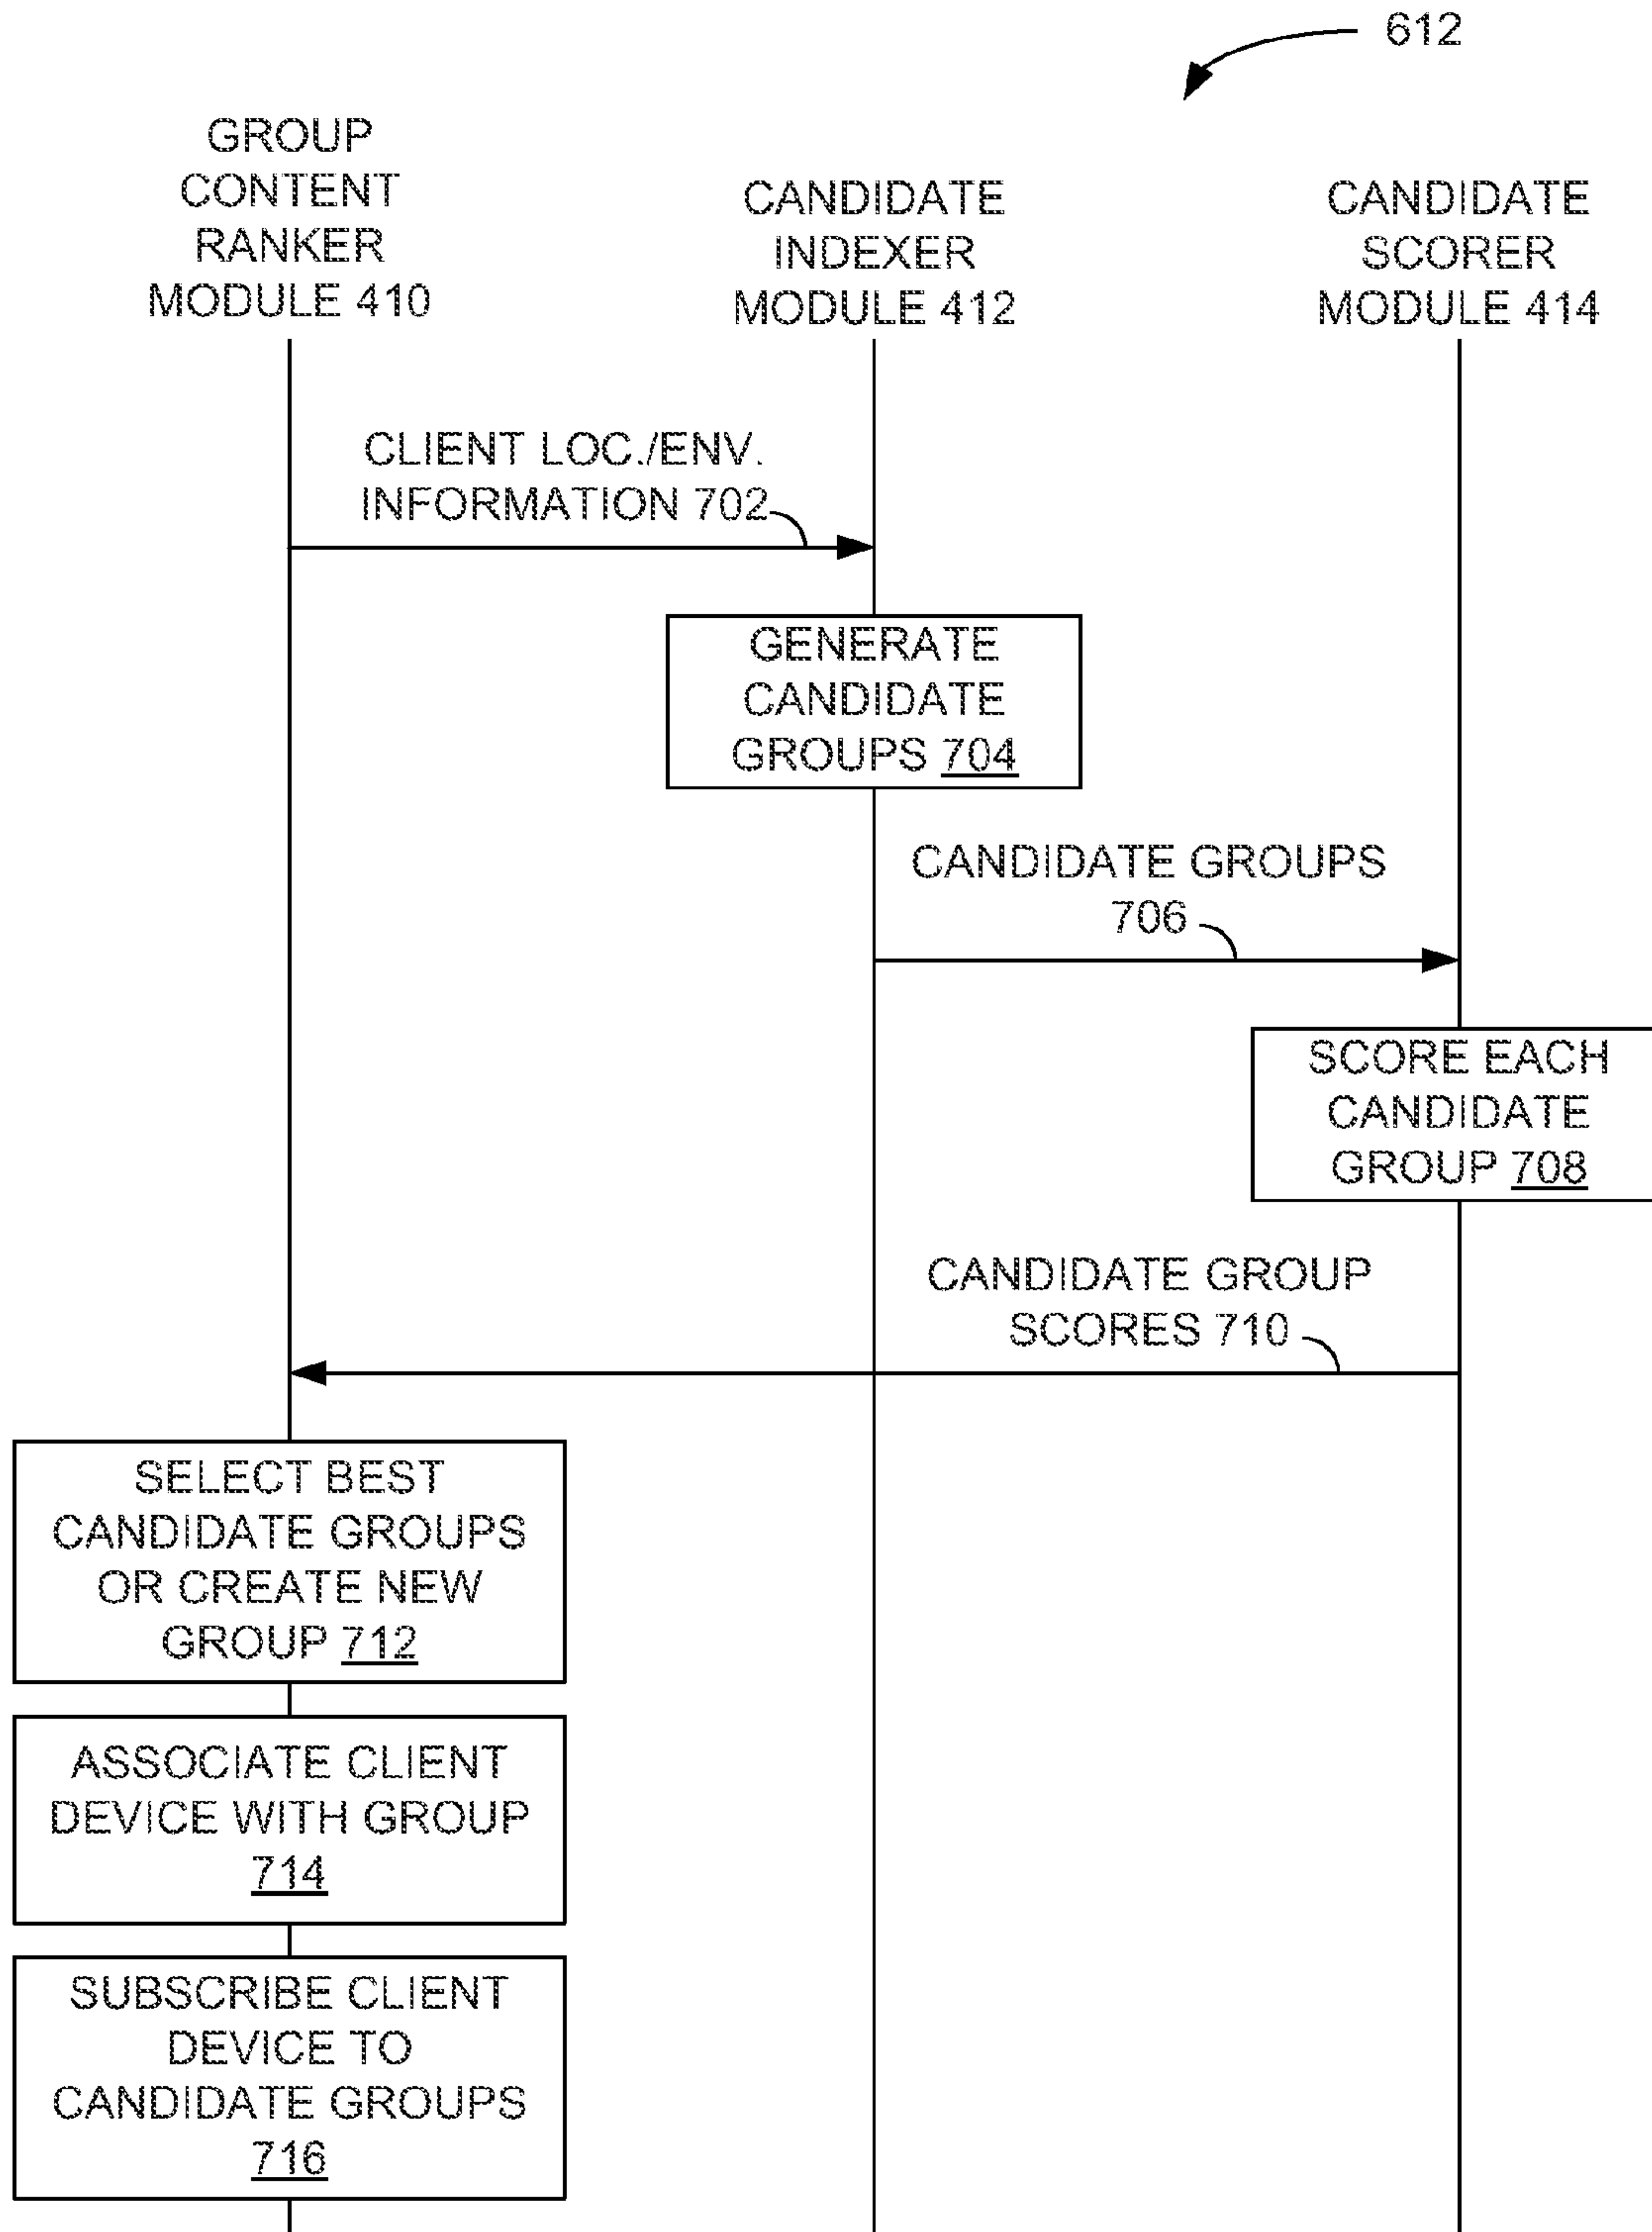 612
GROUP
CONTENT
RANKER
MODULE 410
CANDIDATE
INDEXER
MODULE 412
CANDIDATE
SCORER
MODULE 414
CLIENT LOC./ENV.
INFORMATION 702
GENERATE
CANDIDATE
GROUPS 704
CANDIDATE GROUPS
706
SCORE EACH
CANDIDATE
GROUP 708
CANDIDATE GROUP
SCORES 710
SELECT BEST
CANDIDATE GROUPS
OR CREATE NEW
GROUP 712
ASSOCIATE CLIENT
DEVICE WITH GROUP
714
SUBSCRIBE CLIENT
DEVICE TO
CANDIDATE GROUPS
716